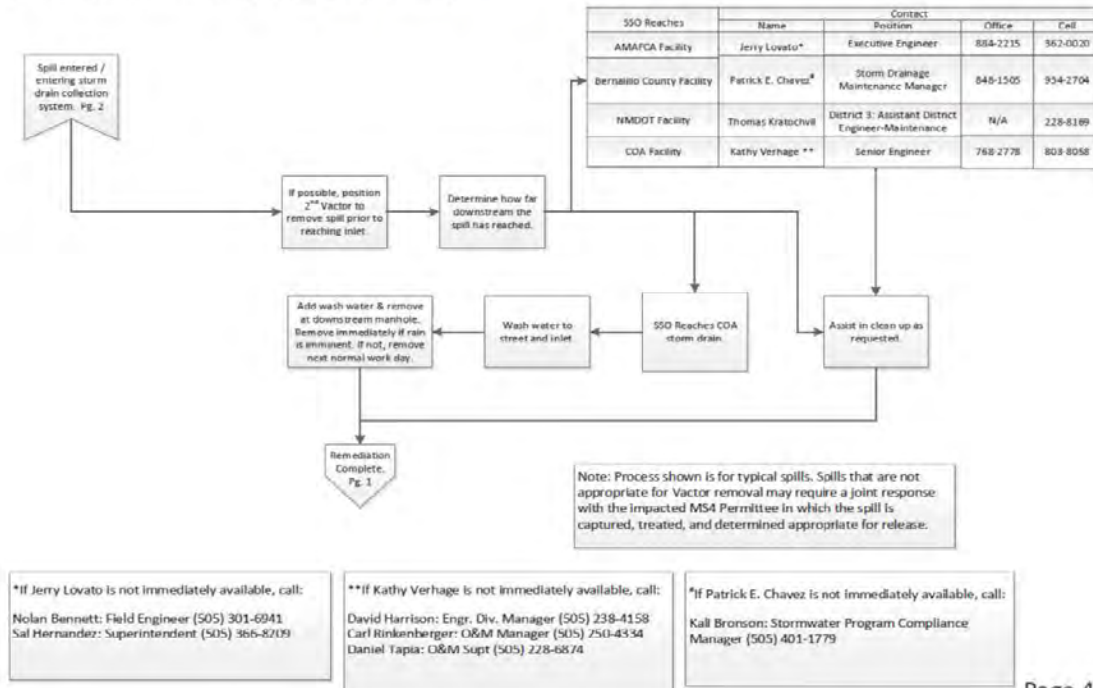 SSO Reaches
Contact
Name
Position
Office
Cell
AMAFCA Facility
Jerry Lovato*
Executive Engineer
884-2215
362-0020
Bernalillo County Facility
Patrick E. Chavez#
Storm Drainage
Maintenance Manager
848-1505
934-2704
NMDOT Facility
Thomas Kratochvil
District 3: Assistant District
Engineer-Maintenance
N/A
228-8169
COA Facility
Kathy Verhage **
Senior Engineer
768-2778
803-8058
Spill entered /
entering storm
drain collection
system. Pg. 2
If possible, position
2nd Vactor to
remove spill prior to
reaching inlet.
Determine how far
downstream the
spill has reached.
Add wash water & remove
at downstream manhole.
Remove immediately if rain
is imminent. If not, remove
next normal work day.
Wash water to
street and inlet
SSO Reaches COA
storm drain.
Assist in clean up as
requested.
Remediation
Complete.
Pg. 1
Note: Process shown is for typical spills. Spills that are not
appropriate for Vactor removal may require a joint response
with the impacted MS4 Permittee in which the spill is
captured, treated, and determined appropriate for release.
*If Jerry Lovato is not immediately available, call:
Nolan Bennett: Field Engineer (505) 301-6941
Sal Hernandez: Superintendent (505) 366-8209
**If Kathy Verhage is not immediately available, call:
David Harrison: Engr. Div. Manager (505) 238-4158
Carl Rinkenberger: O&M Manager (505) 250-4334
Daniel Tapia: O&M Supt (505) 228-6874
#If Patrick E. Chavez is not immediately available, call:
Kali Bronson: Stormwater Program Compliance
Manager (505) 401-1779
Page 4